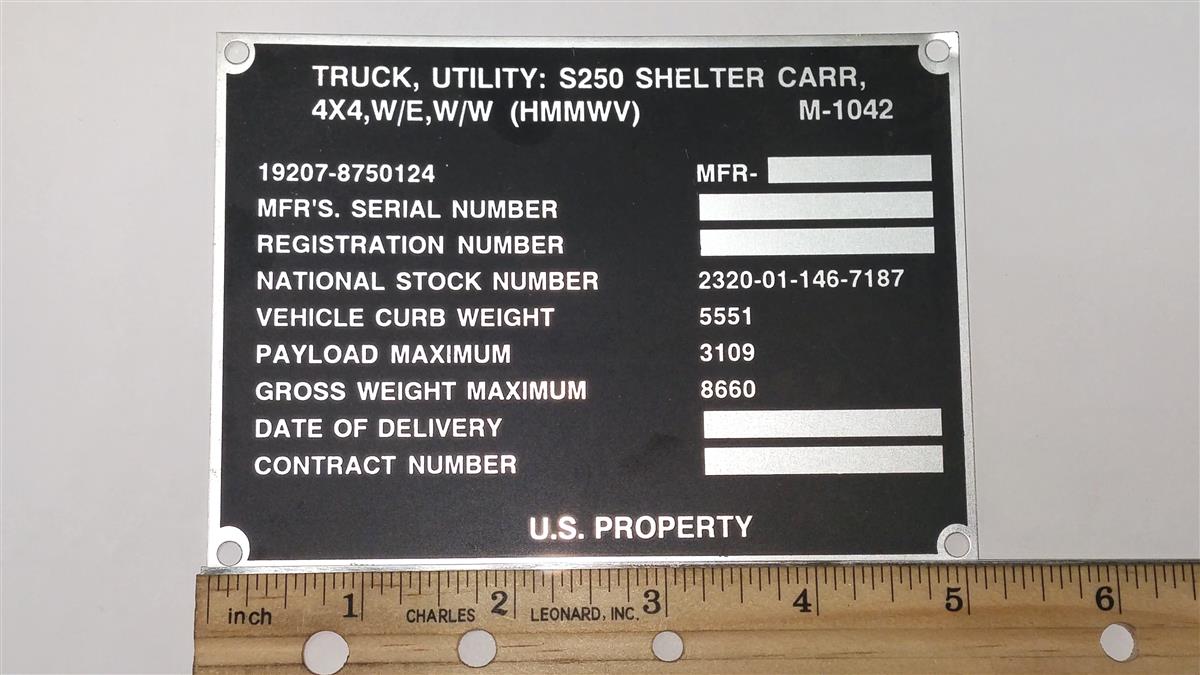 TRUCK, UTILITY: S250 SHELTER CARR,
4X4,W/E,W/W (HMMWV) M-1042
19207-8750124 MFR-
MFR'S. SERIAL NUMBER
REGISTRATION NUMBER
NATIONAL STOCK NUMBER 2320-01-146-7187
VEHICLE CURB WEIGHT 5551
PAYLOAD MAXIMUM 3109
GROSS WEIGHT MAXIMUM 8660
DATE OF DELIVERY
CONTRACT NUMBER
U.S. PROPERTY
1 2 3 4 5 6
inch CHARLES LEONARD, INC.